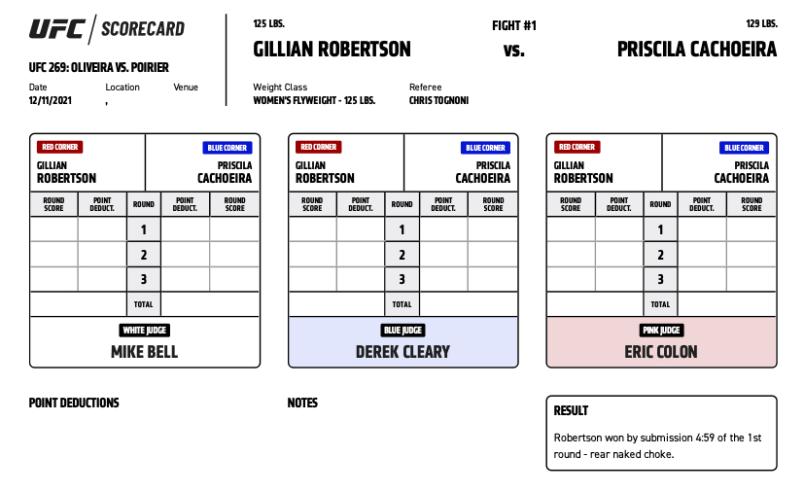 UFC / SCORECARD
UFC 269: OLIVEIRA VS. POIRIER
Date Location Venue
12/11/2021 ,
125 LBS. FIGHT #1 129 LBS.
GILLIAN ROBERTSON VS. PRISCILA CACHOEIRA
Weight Class Referee
WOMEN'S FLYWEIGHT - 125 LBS. CHRIS TOGNONI
RED CORNER BLUE CORNER
GILLIAN PRISCILA
ROBERTSON CACHOEIRA
ROUND SCORE POINT DEDUCT. ROUND POINT DEDUCT. ROUND SCORE
1
2
3
TOTAL
WHITE JUDGE
MIKE BELL
RED CORNER BLUE CORNER
GILLIAN PRISCILA
ROBERTSON CACHOEIRA
ROUND SCORE POINT DEDUCT. ROUND POINT DEDUCT. ROUND SCORE
1
2
3
TOTAL
BLUE JUDGE
DEREK CLEARY
RED CORNER BLUE CORNER
GILLIAN PRISCILA
ROBERTSON CACHOEIRA
ROUND SCORE POINT DEDUCT. ROUND POINT DEDUCT. ROUND SCORE
1
2
3
TOTAL
PINK JUDGE
ERIC COLON
POINT DEDUCTIONS
NOTES
RESULT
Robertson won by submission 4:59 of the 1st
round - rear naked choke.